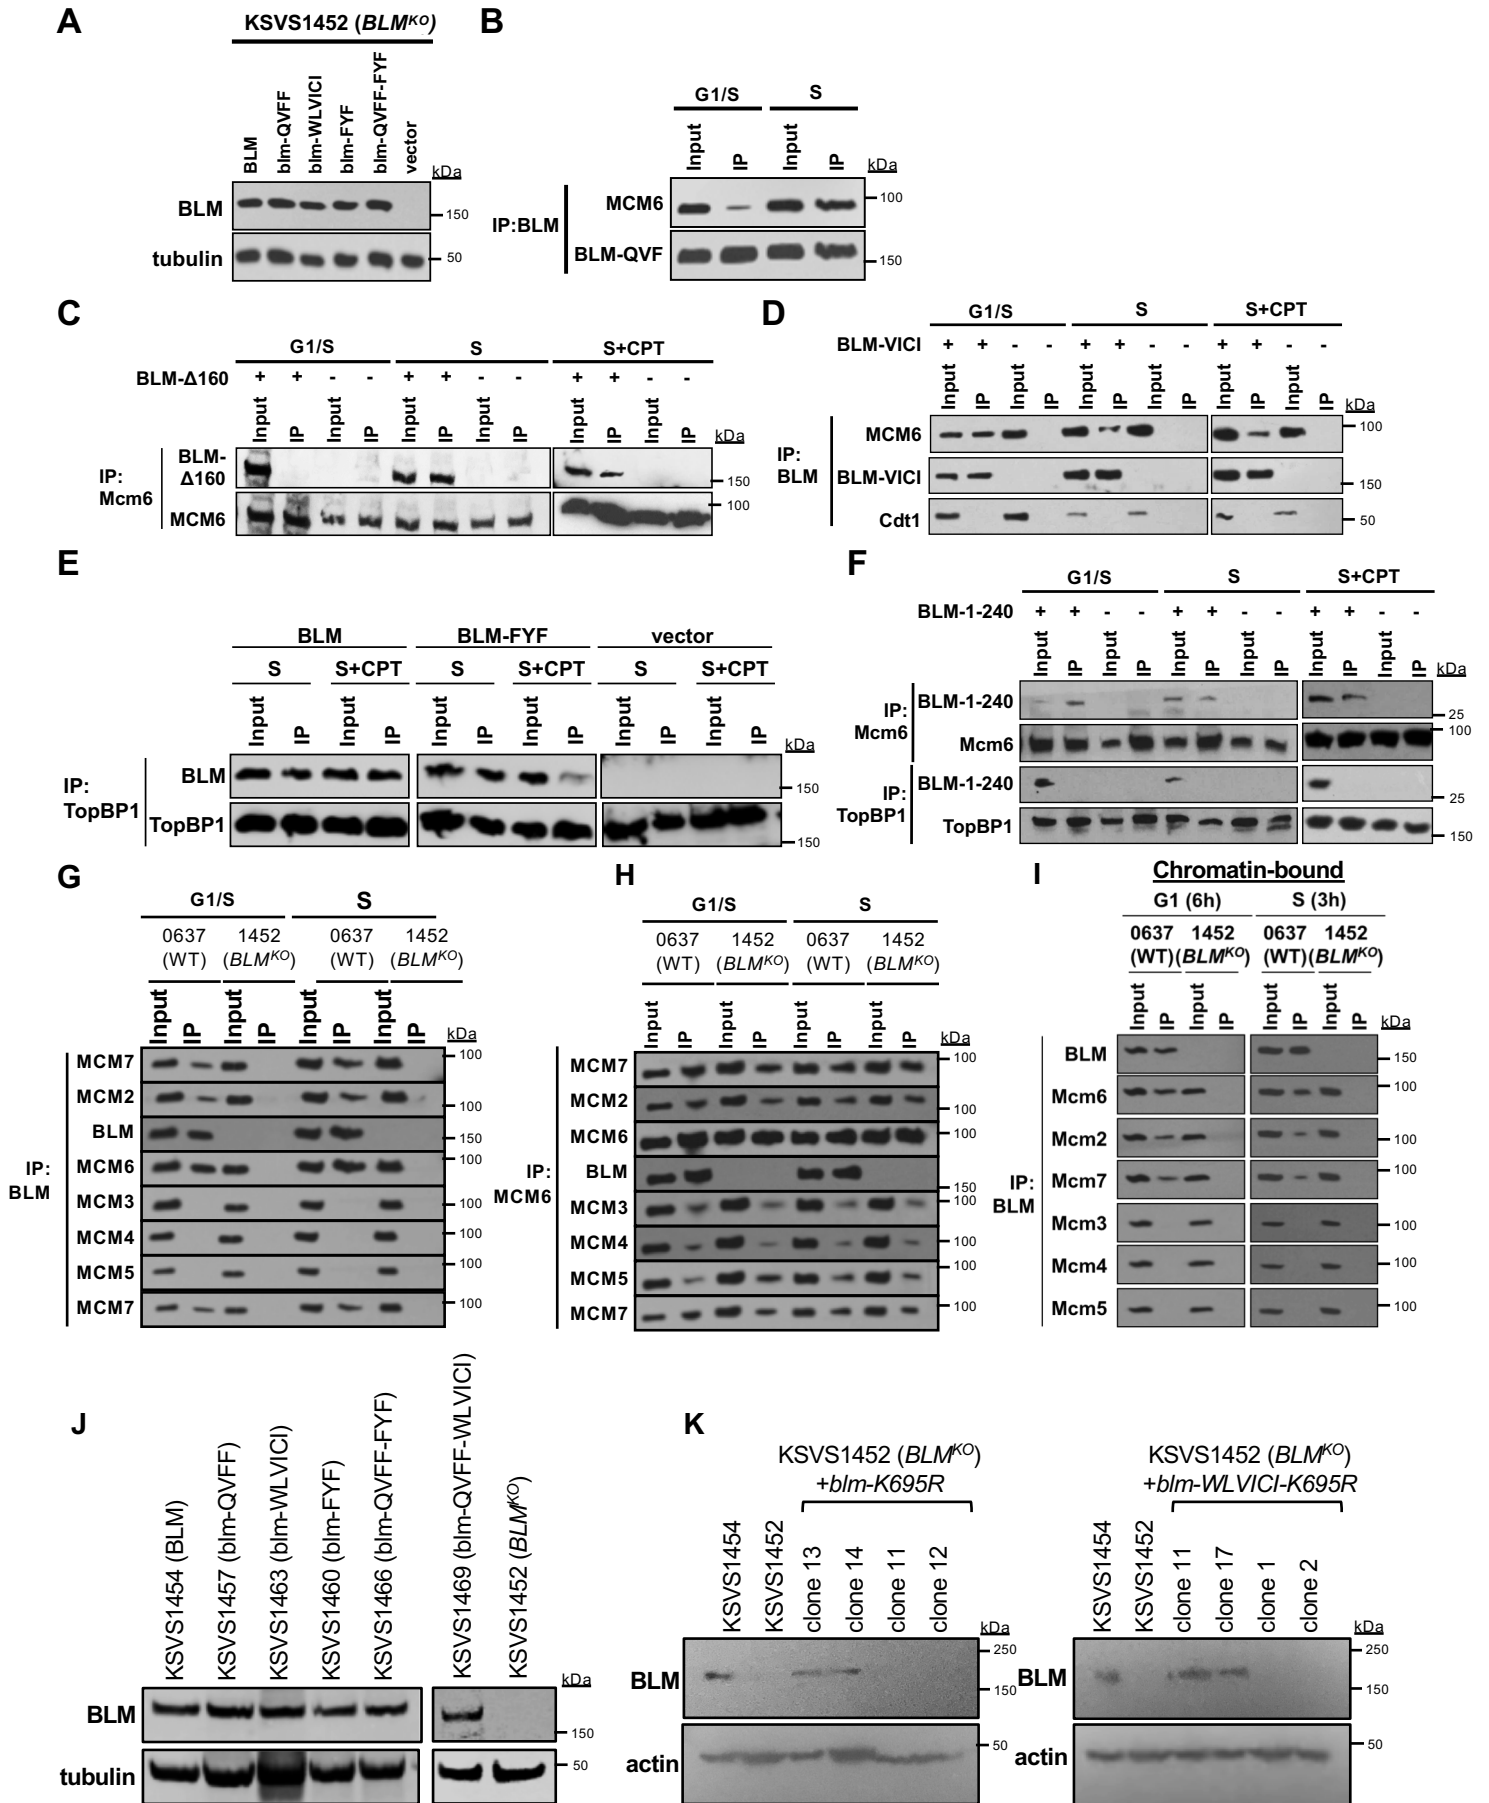 A
KSVS1452 (BLMKO)
BLM
blm-QVFF
blm-WLVICI
blm-FYF
blm-QVFF-FYF
vector
kDa
BLM
150
tubulin
50
B
G1/S
S
Input
IP
Input
IP
kDa
IP:BLM
MCM6
100
BLM-QVF
150
C
G1/S
S
S+CPT
BLM-Δ160
+ + - - + + - - + + - -
Input IP Input IP Input IP Input IP Input IP Input IP
kDa
IP:
Mcm6
BLM-
Δ160
150
MCM6
100
D
G1/S
S
S+CPT
BLM-VICI
+ + - - + + - - + + - -
Input IP Input IP Input IP Input IP Input IP Input IP
kDa
IP:
BLM
MCM6
100
BLM-VICI
150
Cdt1
50
E
BLM
BLM-FYF
vector
S
S+CPT
S
S+CPT
S
S+CPT
Input IP Input IP Input IP Input IP Input IP Input IP
kDa
IP:
TopBP1
BLM
150
TopBP1
150
F
G1/S
S
S+CPT
BLM-1-240
+ + - - + + - - + + - -
Input IP Input IP Input IP Input IP Input IP Input IP
kDa
IP:
Mcm6
BLM-1-240
25
Mcm6
100
IP:
TopBP1
BLM-1-240
25
TopBP1
150
G
G1/S
S
0637
(WT)
1452
(BLMKO)
0637
(WT)
1452
(BLMKO)
Input IP Input IP Input IP Input IP
kDa
IP:
BLM
MCM7
100
MCM2
100
BLM
150
MCM6
100
MCM3
100
MCM4
100
MCM5
100
MCM7
100
H
G1/S
S
0637
(WT)
1452
(BLMKO)
0637
(WT)
1452
(BLMKO)
Input IP Input IP Input IP Input IP
kDa
IP:
MCM6
MCM7
100
MCM2
100
MCM6
100
BLM
150
MCM3
100
MCM4
100
MCM5
100
MCM7
100
I
Chromatin-bound
G1 (6h)
S (3h)
0637
(WT)
1452
(BLMKO)
0637
(WT)
1452
(BLMKO)
Input IP Input IP Input IP Input IP
kDa
IP:
BLM
BLM
150
Mcm6
100
Mcm2
100
Mcm7
100
Mcm3
100
Mcm4
100
Mcm5
100
J
KSVS1454 (BLM)
KSVS1457 (blm-QVFF)
KSVS1463 (blm-WLVICI)
KSVS1460 (blm-FYF)
KSVS1466 (blm-QVFF-FYF)
KSVS1469 (blm-QVFF-WLVICI)
KSVS1452 (BLMKO)
kDa
BLM
150
tubulin
50
K
KSVS1452 (BLMKO)
+blm-K695R
KSVS1454
KSVS1452
clone 13
clone 14
clone 11
clone 12
kDa
BLM
250
150
actin
50
KSVS1452 (BLMKO)
+blm-WLVICI-K695R
KSVS1454
KSVS1452
clone 11
clone 17
clone 1
clone 2
kDa
BLM
250
150
actin
50